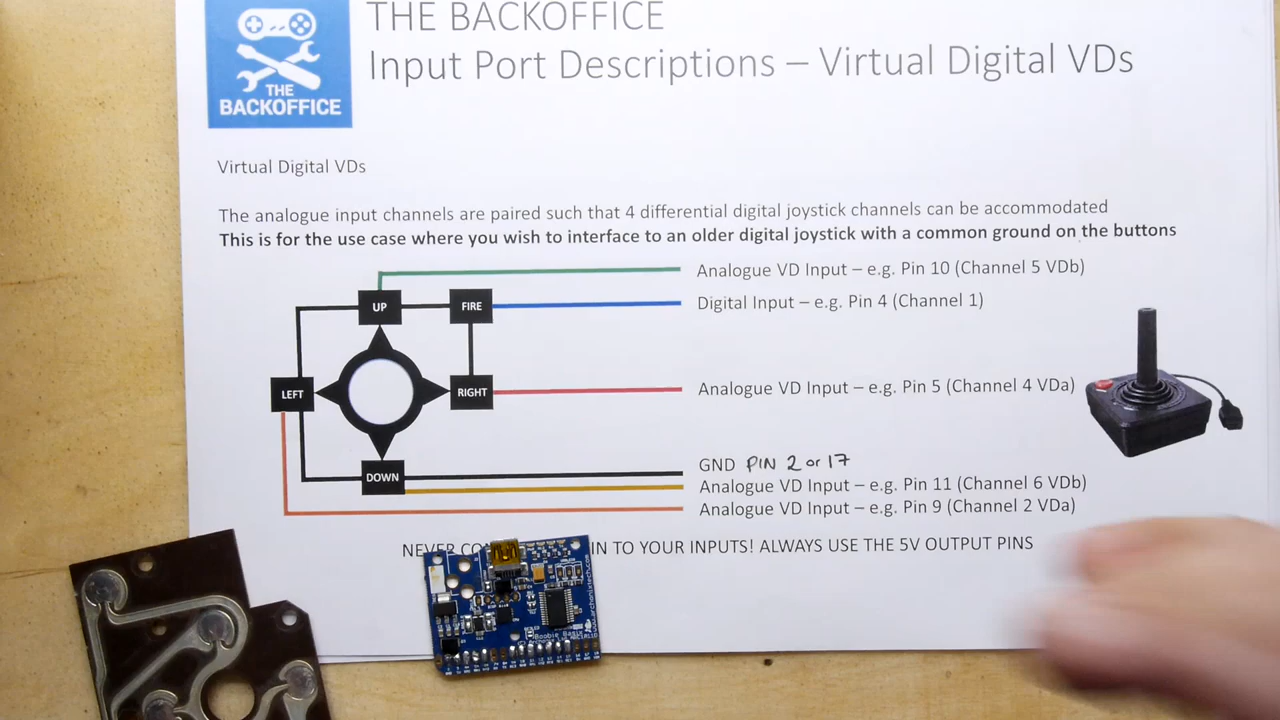 THE BACKOFFICE
Input Port Descriptions – Virtual Digital VDs
THE
BACKOFFICE
Virtual Digital VDs
The analogue input channels are paired such that 4 differential digital joystick channels can be accommodated
This is for the use case where you wish to interface to an older digital joystick with a common ground on the buttons
Analogue VD Input – e.g. Pin 10 (Channel 5 VDb)
UP
FIRE
Digital Input – e.g. Pin 4 (Channel 1)
LEFT
RIGHT
Analogue VD Input – e.g. Pin 5 (Channel 4 VDa)
GND PIN 2 or 17
DOWN
Analogue VD Input – e.g. Pin 11 (Channel 6 VDb)
Analogue VD Input – e.g. Pin 9 (Channel 2 VDa)
NEVER IN TO YOUR INPUTS! ALWAYS USE THE 5V OUTPUT PINS